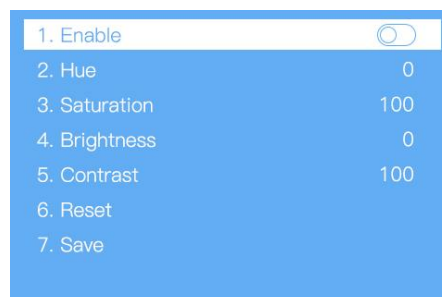 1. Enable
2. Hue 0
3. Saturation 100
4. Brightness 0
5. Contrast 100
6. Reset
7. Save